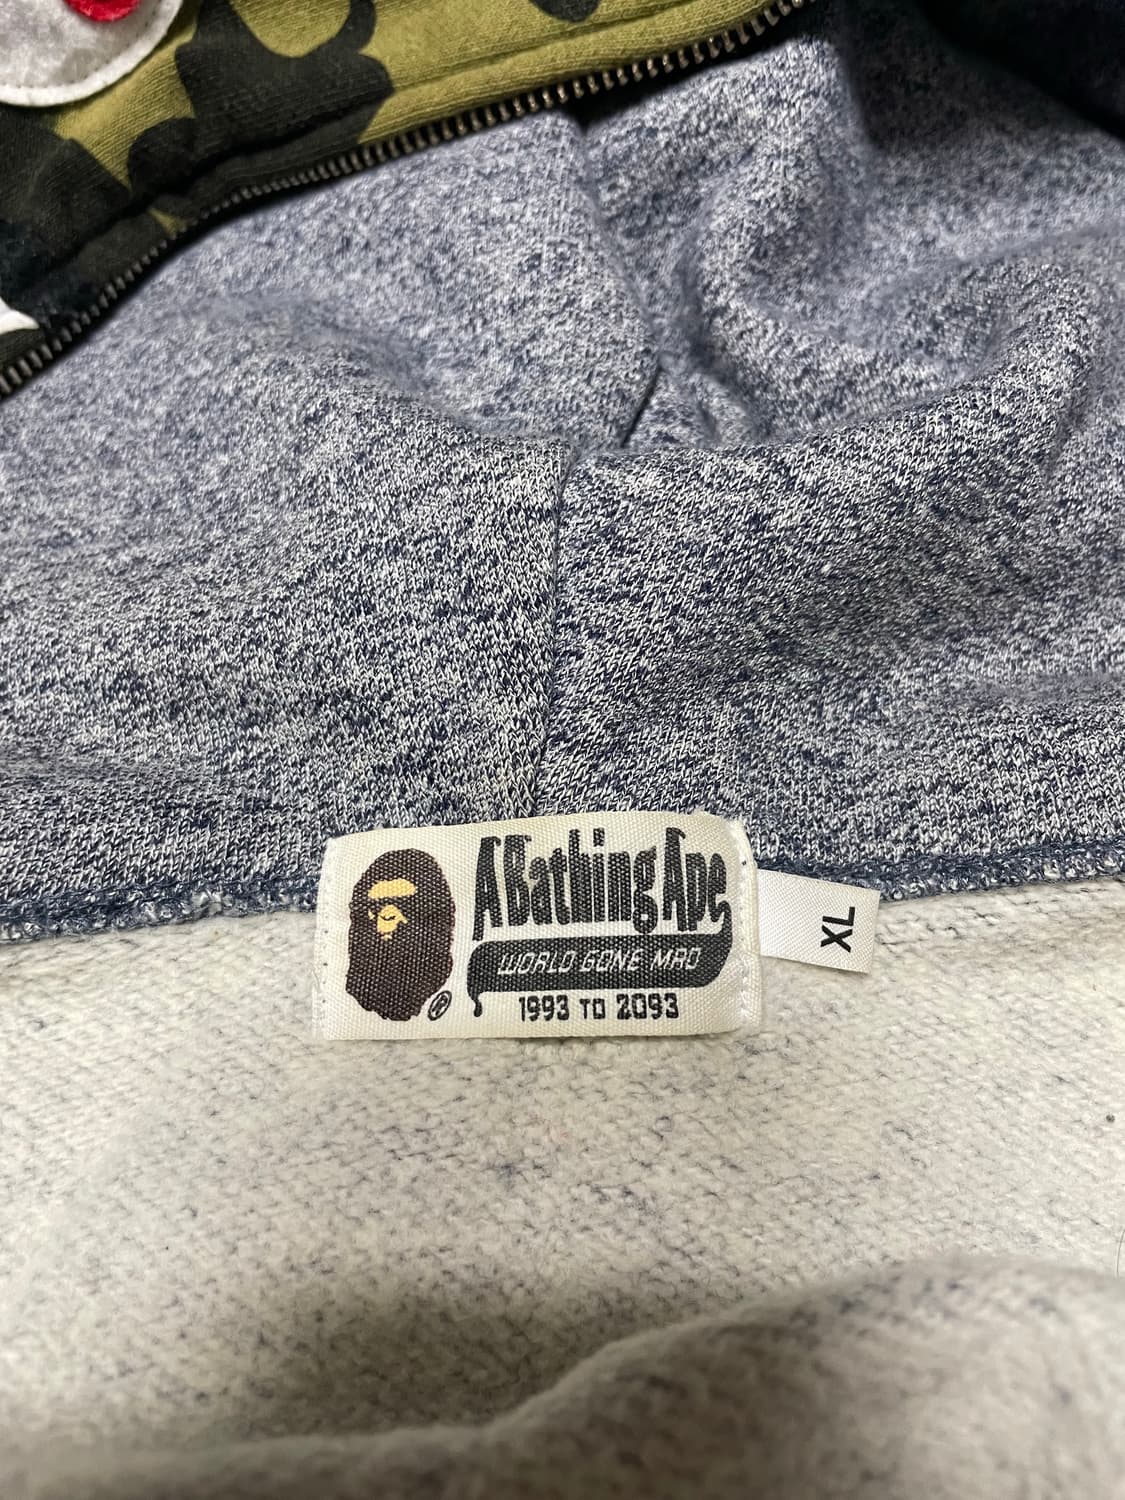 A Bathing Ape
WORLD GONE MAD
1993 TO 2093
®
XL